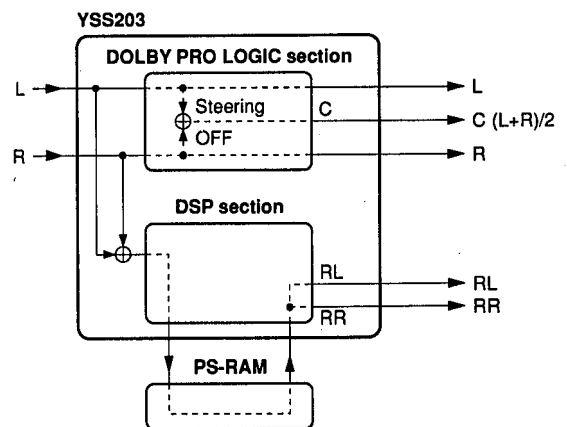 YSS203
DOLBY PRO LOGIC section
L
L
Steering
C
C (L+R)/2
OFF
R
R
DSP section
RL
RL
RR
RR
PS-RAM